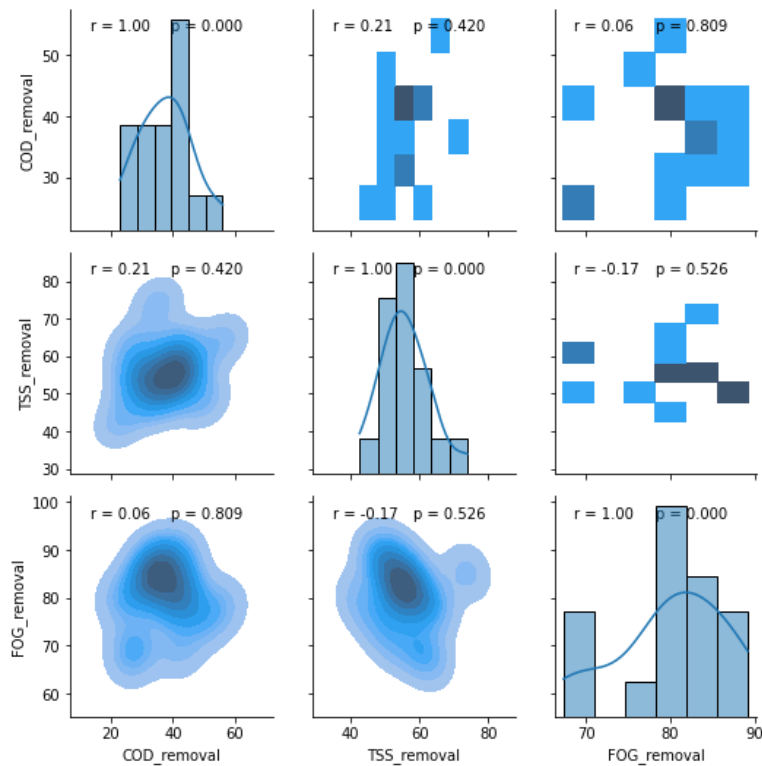 r = 1.00 p = 0.000
r = 0.21 p = 0.420
r = 0.06 p = 0.809
50
40
30
COD_removal
r = 0.21 p = 0.420
r = 1.00 p = 0.000
r = -0.17 p = 0.526
80
70
60
50
40
30
TSS_removal
r = 0.06 p = 0.809
r = -0.17 p = 0.526
r = 1.00 p = 0.000
100
90
80
70
60
FOG_removal
20 40 60
40 60 80
70 80 90
COD_removal
TSS_removal
FOG_removal